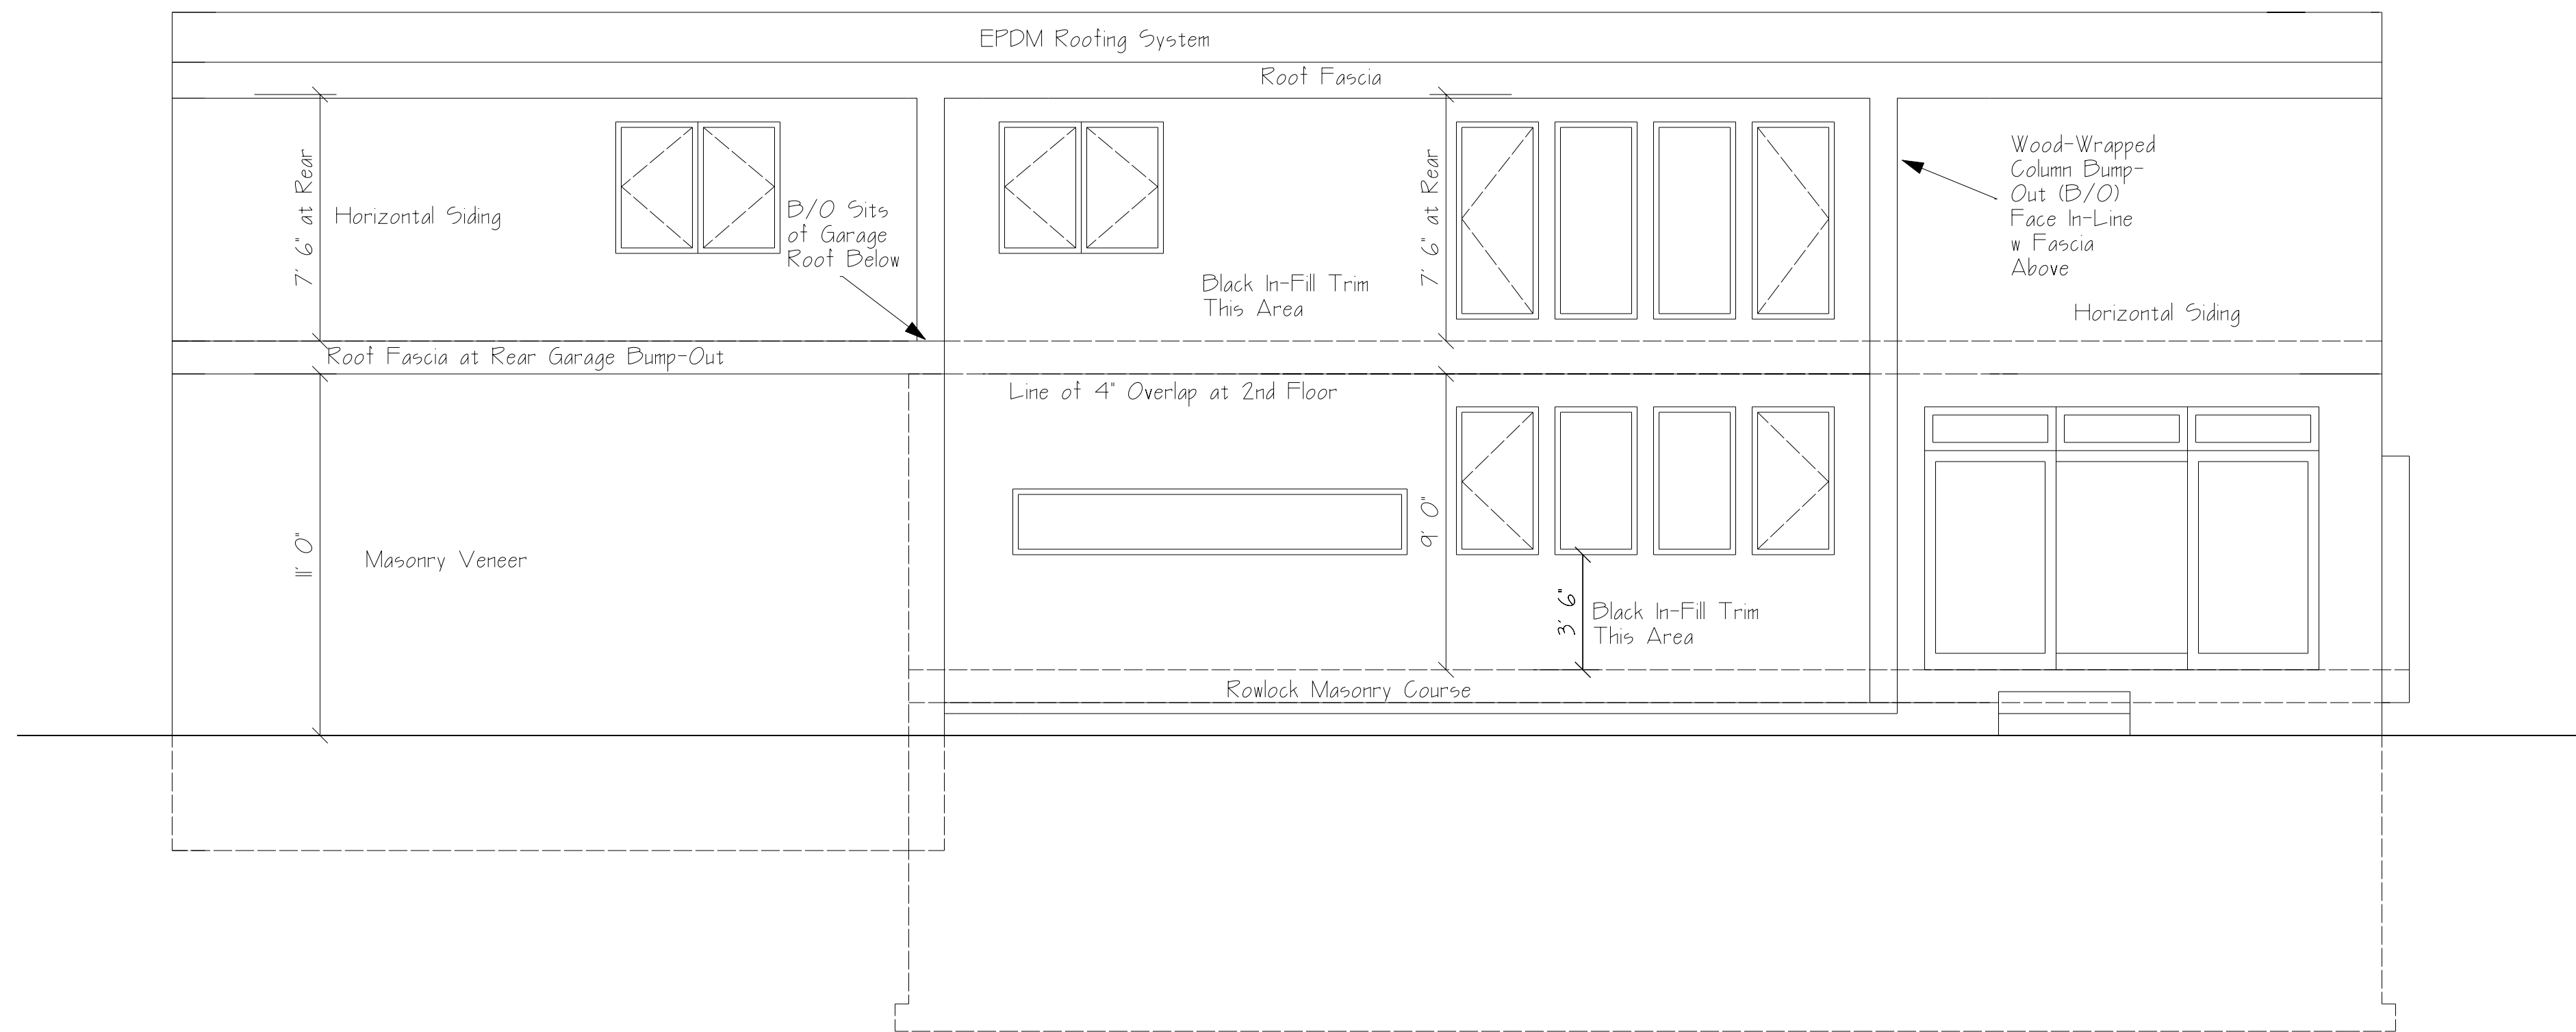 EPDM Roofing System
Roof Fascia
7' 6" at Rear
Horizontal Siding
B/O Sits
of Garage
Roof Below
Black In-Fill Trim
This Area
7' 6" at Rear
Wood-Wrapped
Column Bump-
Out (B/O)
Face In-Line
w Fascia
Above
Horizontal Siding
Roof Fascia at Rear Garage Bump-Out
Line of 4" Overlap at 2nd Floor
11' 0"
Masonry Veneer
9' 0"
3' 6"
Black In-Fill Trim
This Area
Rowlock Masonry Course